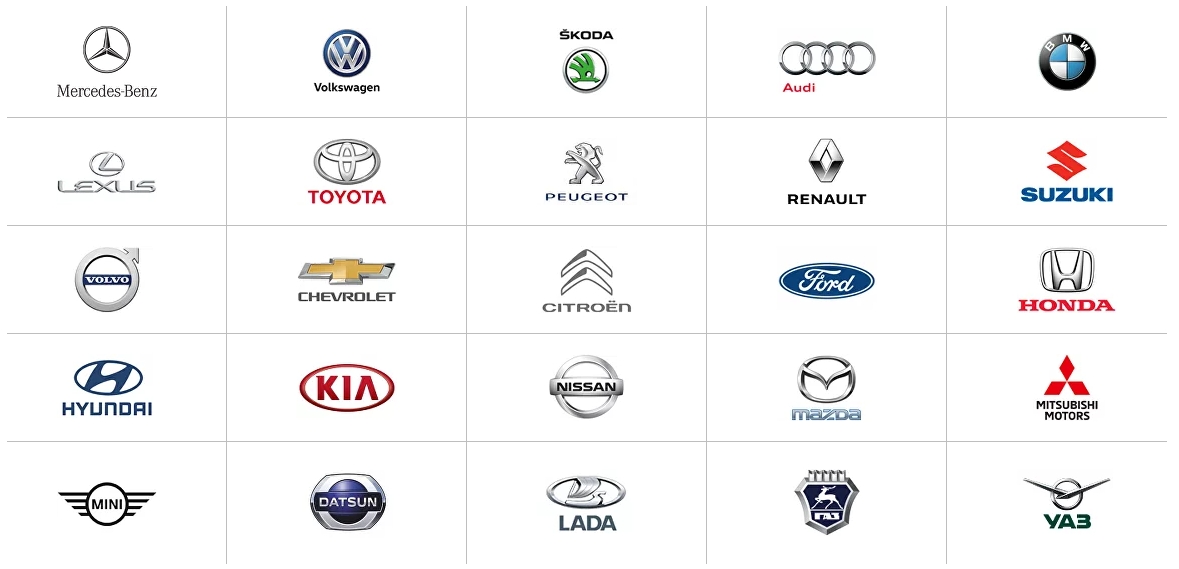 Mercedes-Benz
Volkswagen
ŠKODA
Audi
BMW
LEXUS
TOYOTA
PEUGEOT
RENAULT
SUZUKI
VOLVO
CHEVROLET
CITROËN
Ford
HONDA
HYUNDAI
KIA
NISSAN
mazda
MITSUBISHI
MOTORS
MINI
DATSUN
LADA
ГАЗ
УАЗ